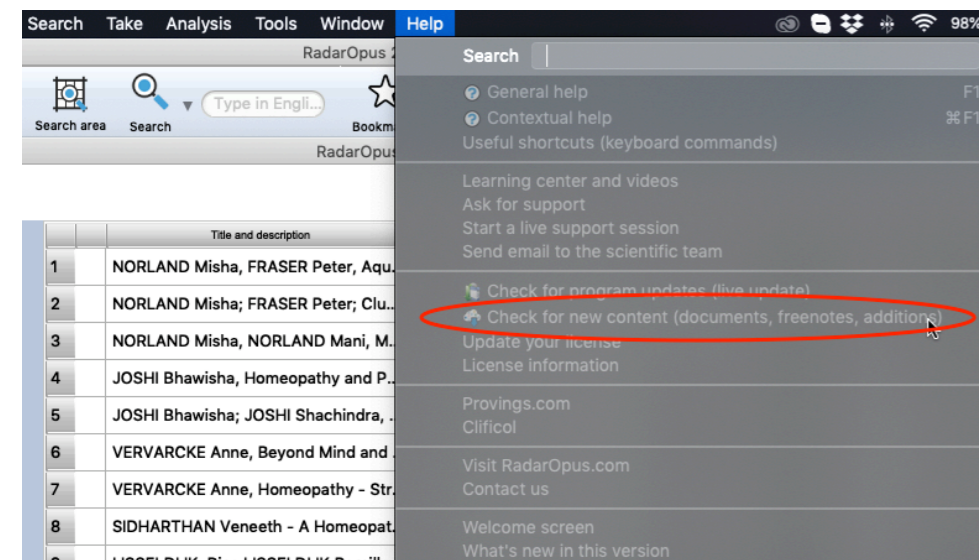 Search Take Analysis Tools Window Help 98%
RadarOpus 2
Search
Type in Engli...
General help F1
Contextual help ⌘F1
Search area Search Bookm
Useful shortcuts (keyboard commands)
RadarOpus
Learning center and videos
Ask for support
Start a live support session
Send email to the scientific team
Title and description
1 NORLAND Misha, FRASER Peter, Aqu.
Check for program updates (live update)
2 NORLAND Misha; FRASER Peter; Clu..
Check for new content (documents, freenotes, additions)
3 NORLAND Misha, NORLAND Mani, M..
Update your license
License information
4 JOSHI Bhawisha, Homeopathy and P..
Provings.com
5 JOSHI Bhawisha; JOSHI Shachindra, .
Clificol
6 VERVARCKE Anne, Beyond Mind and .
Visit RadarOpus.com
7 VERVARCKE Anne, Homeopathy - Str.
Contact us
8 SIDHARTHAN Veneeth - A Homeopat.
Welcome screen
What's new in this version